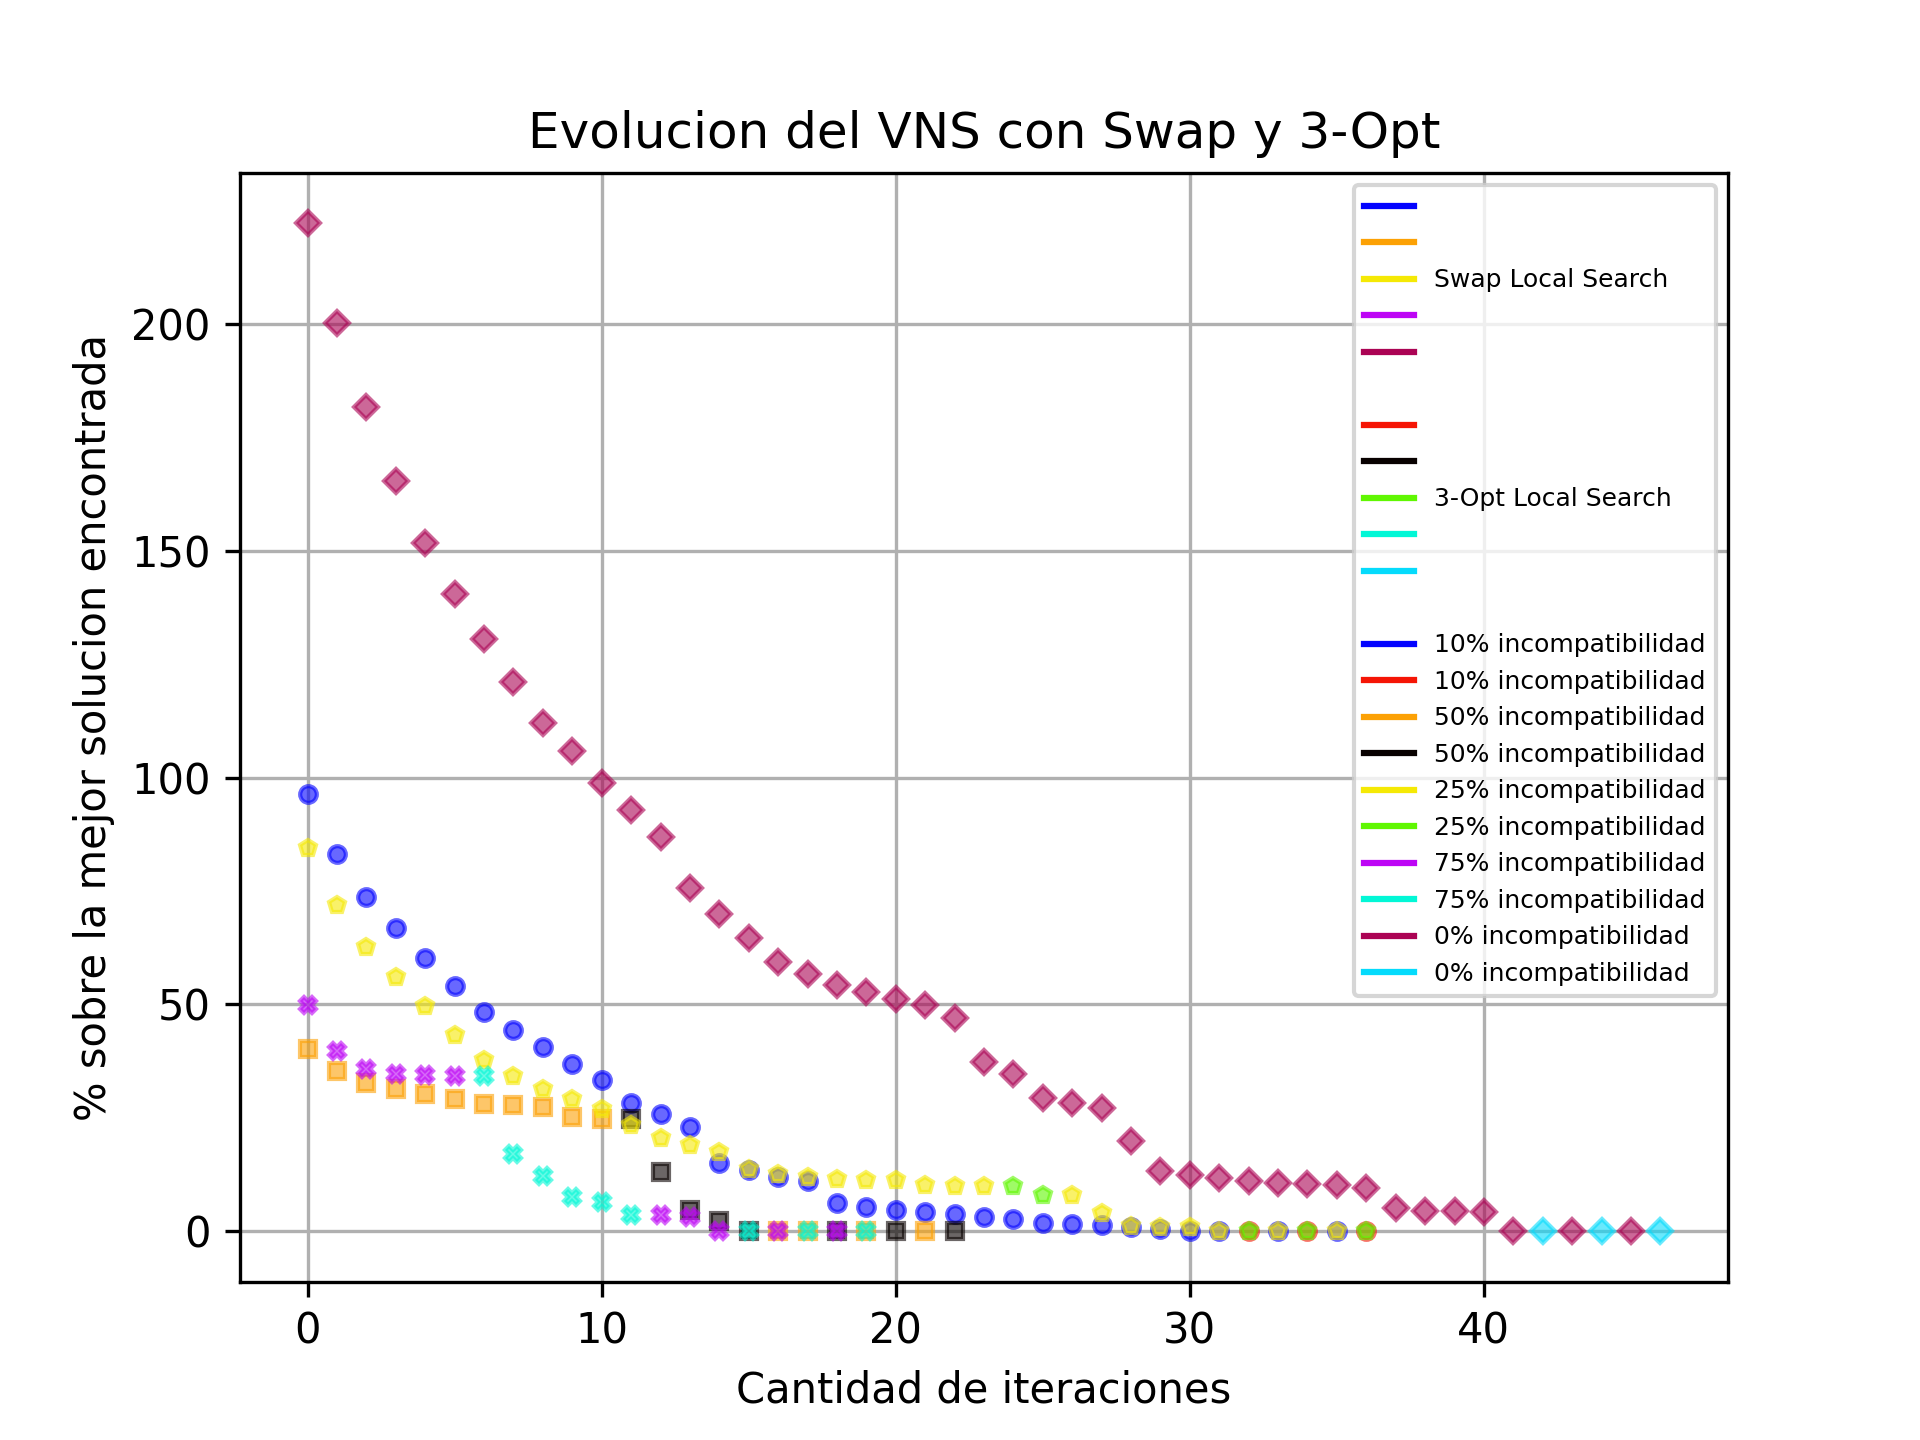 Evolucion del VNS con Swap y 3-Opt
% sobre la mejor solucion encontrada
200
150
100
50
0
Swap Local Search
3-Opt Local Search
10% incompatibilidad
10% incompatibilidad
50% incompatibilidad
50% incompatibilidad
25% incompatibilidad
25% incompatibilidad
75% incompatibilidad
75% incompatibilidad
0% incompatibilidad
0% incompatibilidad
0 10 20 30 40
Cantidad de iteraciones